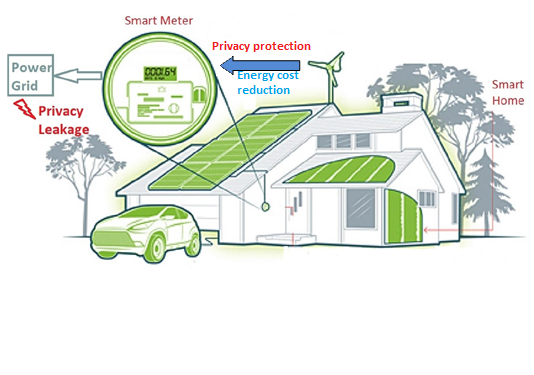 Smart Meter
Privacy protection
Energy cost
reduction
Power
Grid
Privacy
Leakage
Smart
Home